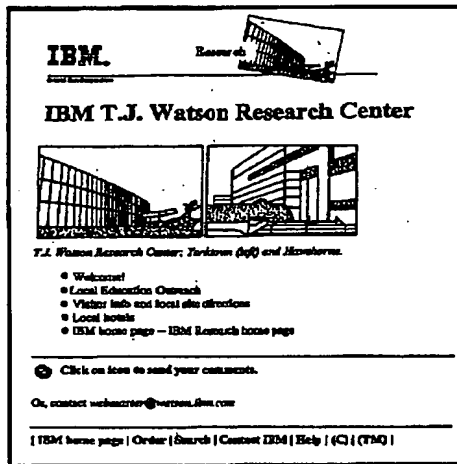 IBM.
Research
IBM T.J. Watson Research Center
T.J. Watson Research Center; Yorktown (left) and Hawthorne.
Welcome!
Local Education Outreach
Visitor info and local site directions
Local hotels
IBM home page — IBM Research home page
Click on icon to send your comments.
Or, contact webmaster@watson.ibm.com
[ IBM home page | Order | Search | Contact IBM | Help | (C) | (TM) ]